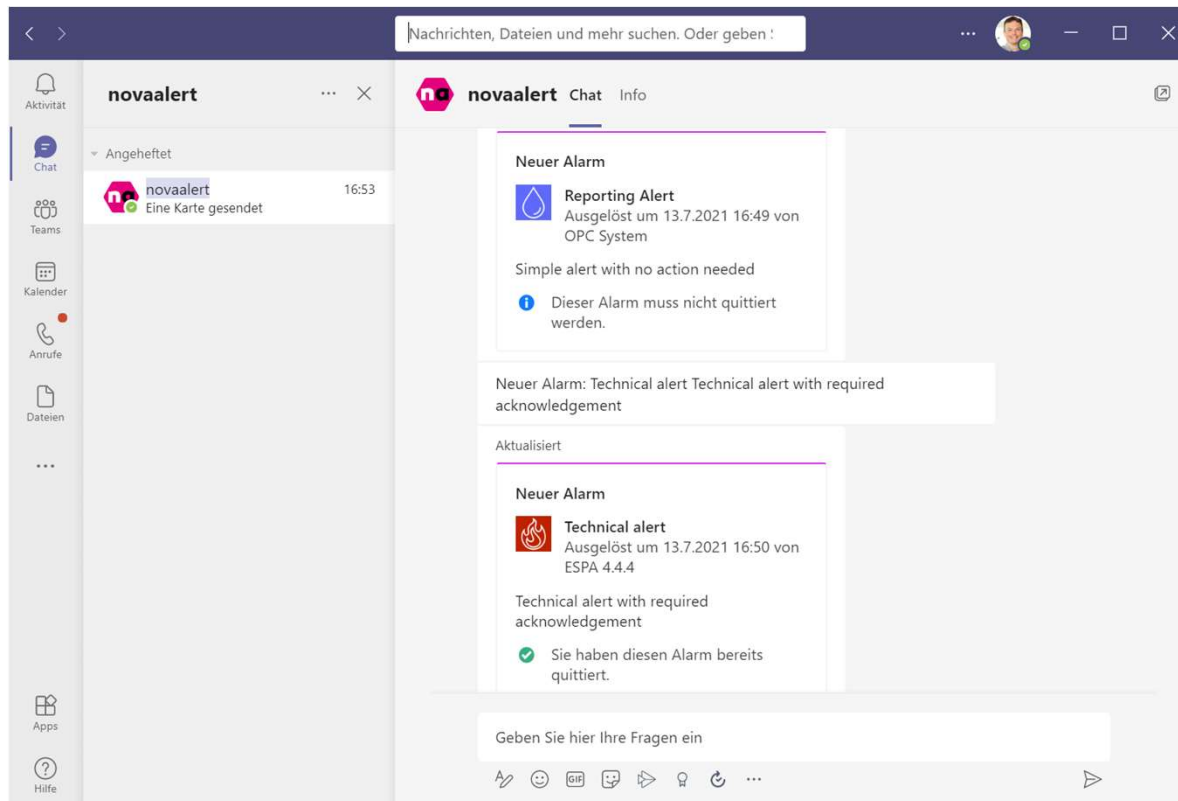 Nachrichten, Dateien und mehr suchen. Oder geben
Aktivität
Chat
Teams
Kalender
Anrufe
Dateien
Apps
Hilfe
novaalert
Angeheftet
na
novaalert 16:53
Eine Karte gesendet
na novaalert Chat Info
Neuer Alarm
Reporting Alert
Ausgelöst um 13.7.2021 16:49 von
OPC System
Simple alert with no action needed
Dieser Alarm muss nicht quittiert
werden.
Neuer Alarm: Technical alert Technical alert with required
acknowledgement
Aktualisiert
Neuer Alarm
Technical alert
Ausgelöst um 13.7.2021 16:50 von
ESPA 4.4.4
Technical alert with required
acknowledgement
Sie haben diesen Alarm bereits
quittiert.
Geben Sie hier Ihre Fragen ein
GIF